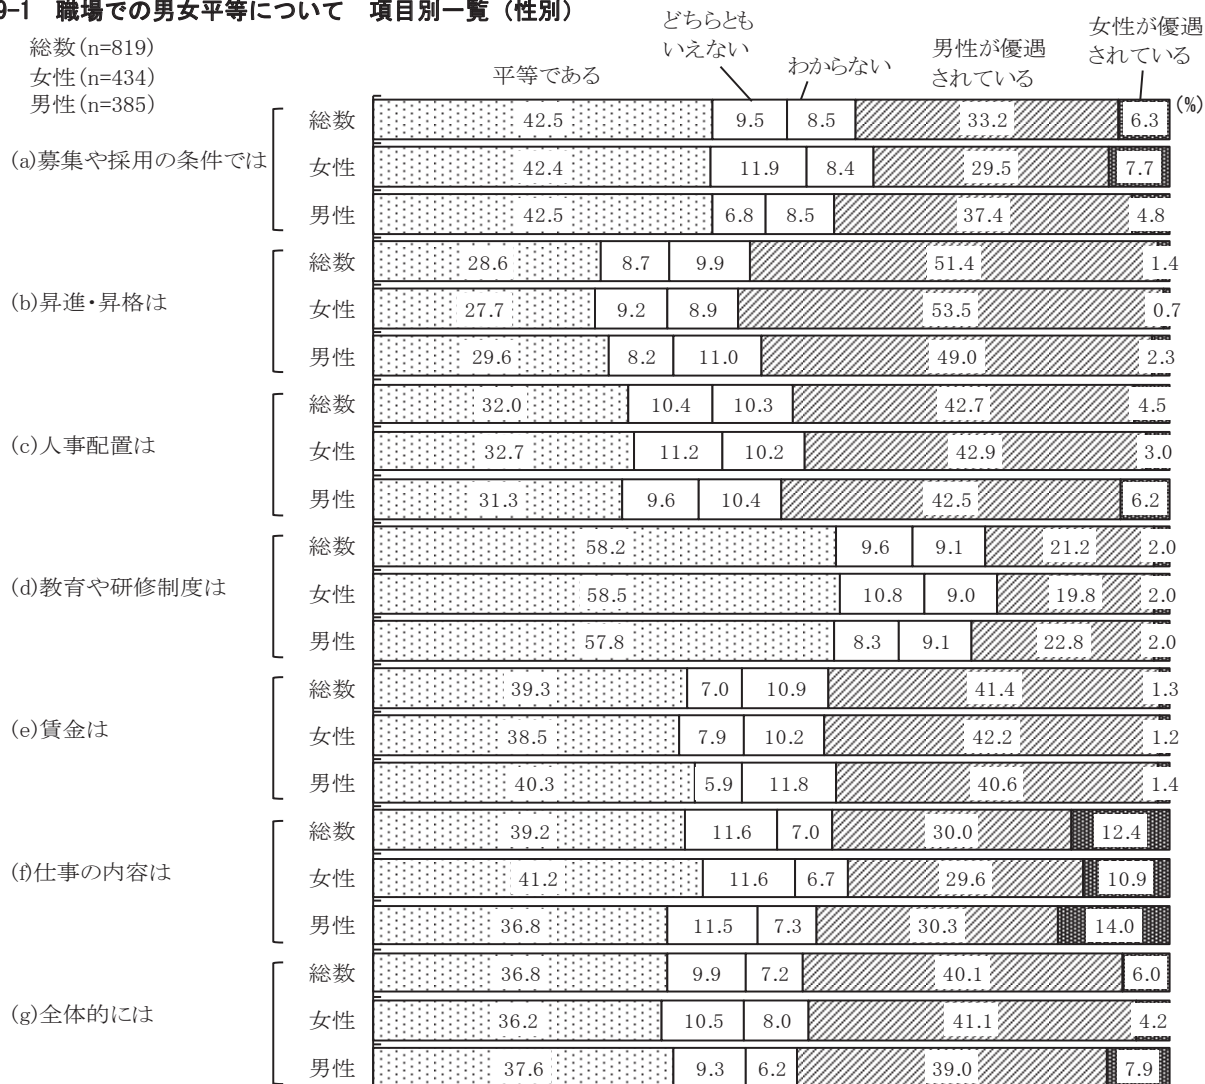 9-1　職場での男女平等について　項目別一覧（性別）
総数(n=819)
女性(n=434)
男性(n=385)
平等である
どちらとも
いえない
わからない
男性が優遇
されている
女性が優遇
されている
(%)
(a)募集や採用の条件では
総数 42.5 9.5 8.5 33.2 6.3
女性 42.4 11.9 8.4 29.5 7.7
男性 42.5 6.8 8.5 37.4 4.8
(b)昇進・昇格は
総数 28.6 8.7 9.9 51.4 1.4
女性 27.7 9.2 8.9 53.5 0.7
男性 29.6 8.2 11.0 49.0 2.3
(c)人事配置は
総数 32.0 10.4 10.3 42.7 4.5
女性 32.7 11.2 10.2 42.9 3.0
男性 31.3 9.6 10.4 42.5 6.2
(d)教育や研修制度は
総数 58.2 9.6 9.1 21.2 2.0
女性 58.5 10.8 9.0 19.8 2.0
男性 57.8 8.3 9.1 22.8 2.0
(e)賃金は
総数 39.3 7.0 10.9 41.4 1.3
女性 38.5 7.9 10.2 42.2 1.2
男性 40.3 5.9 11.8 40.6 1.4
(f)仕事の内容は
総数 39.2 11.6 7.0 30.0 12.4
女性 41.2 11.6 6.7 29.6 10.9
男性 36.8 11.5 7.3 30.3 14.0
(g)全体的には
総数 36.8 9.9 7.2 40.1 6.0
女性 36.2 10.5 8.0 41.1 4.2
男性 37.6 9.3 6.2 39.0 7.9